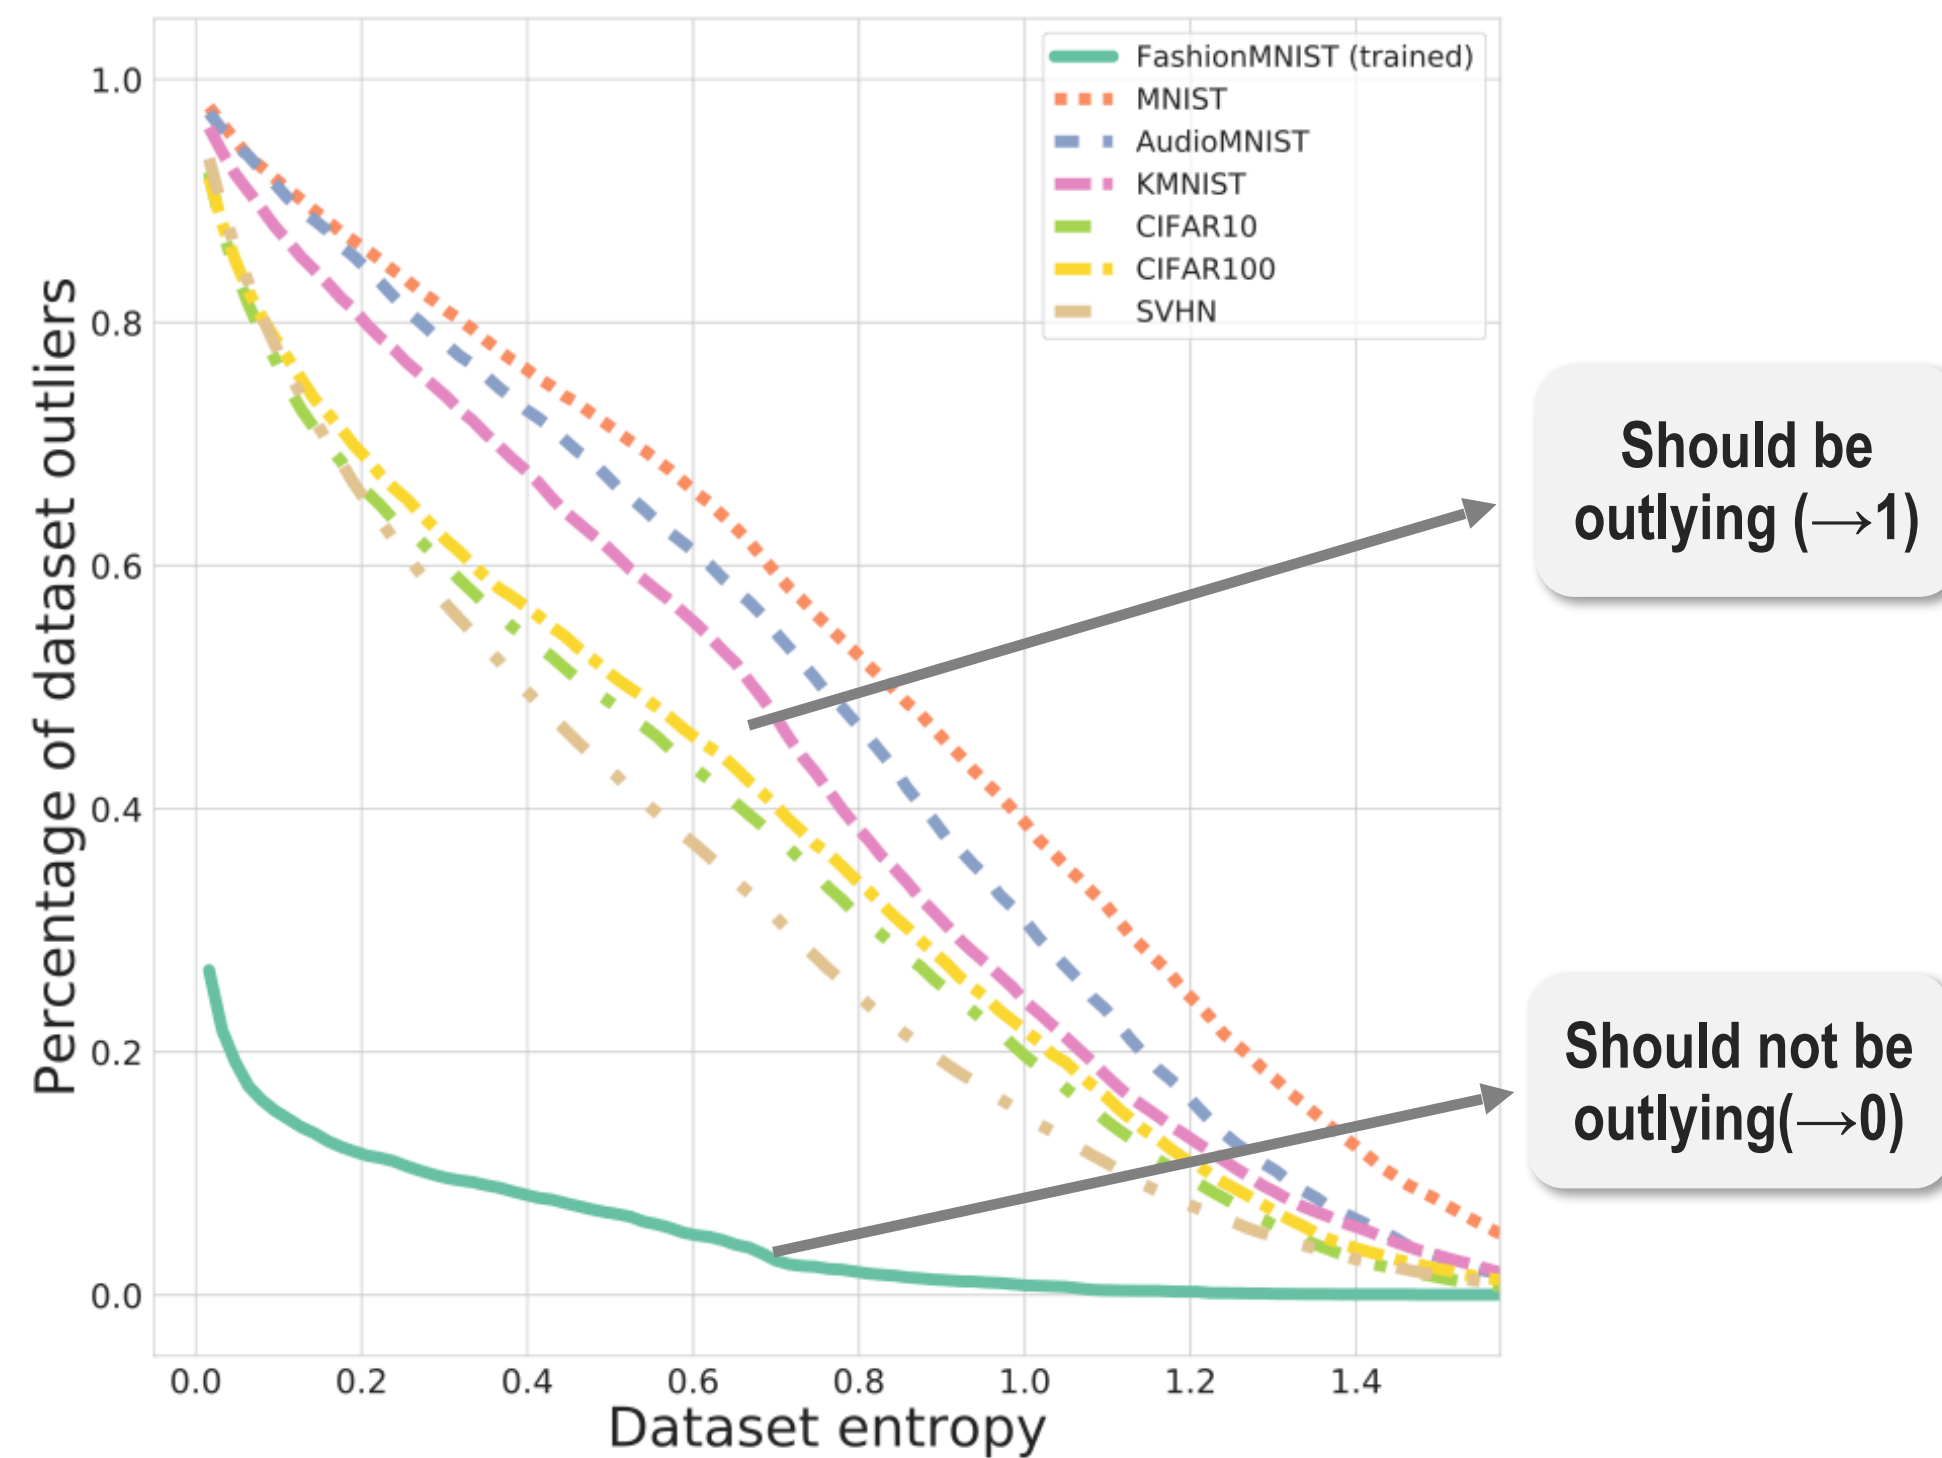 Percentage of dataset outliers
1.0
0.8
0.6
0.4
0.2
0.0
FashionMNIST (trained)
MNIST
AudioMNIST
KMNIST
CIFAR10
CIFAR100
SVHN
Should be
outlying (→1)
Should not be
outlying(→0)
0.0 0.2 0.4 0.6 0.8 1.0 1.2 1.4
Dataset entropy